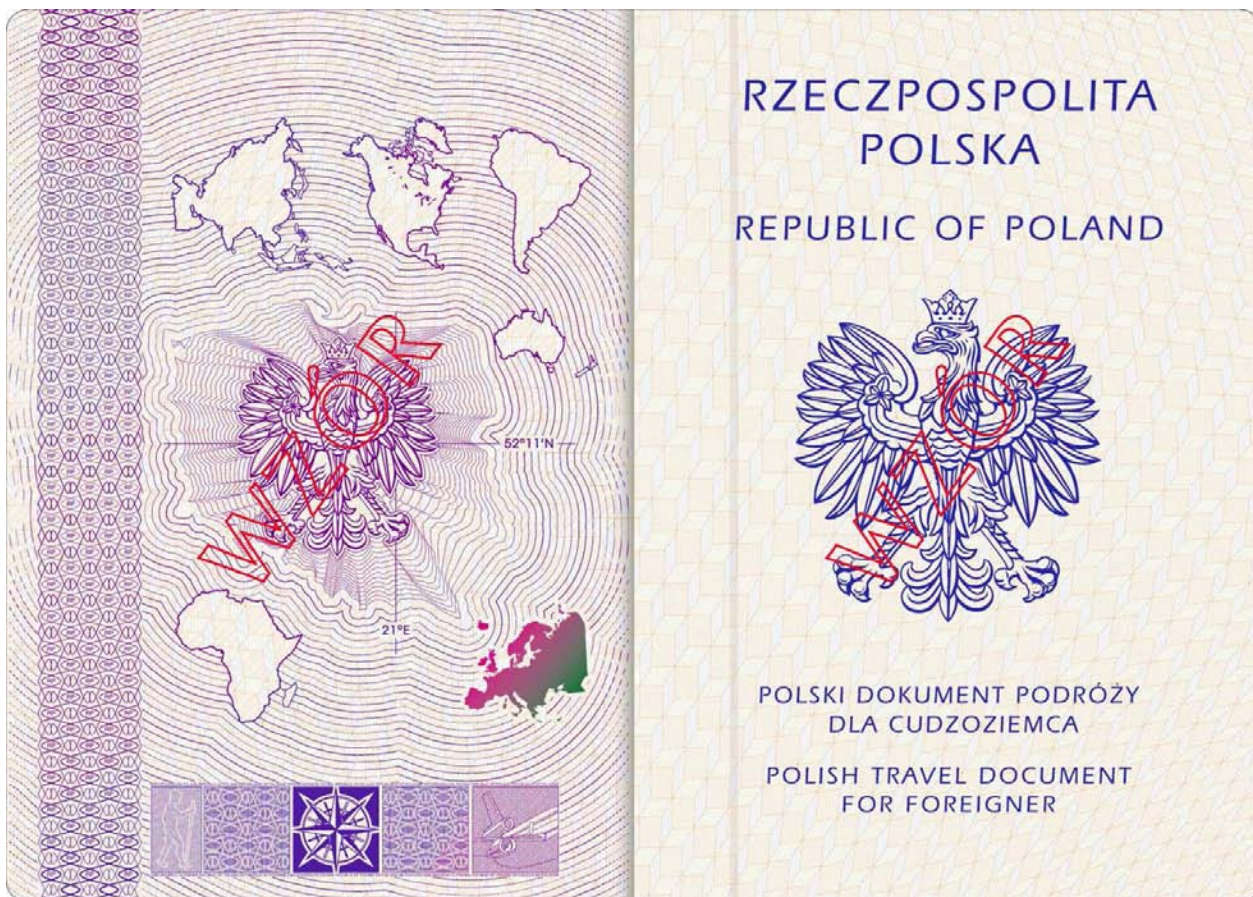 WZÓR
52°11'N
21°E
RZECZPOSPOLITA
POLSKA
REPUBLIC OF POLAND
WZÓR
POLSKI DOKUMENT PODRÓŻY
DLA CUDZOZIEMCA
POLISH TRAVEL DOCUMENT
FOR FOREIGNER